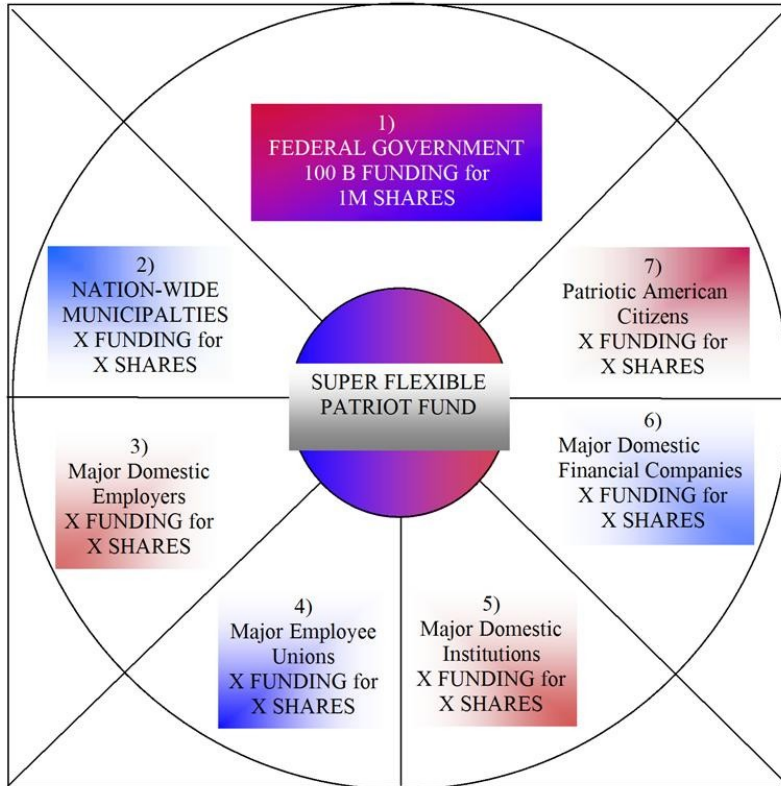 1)
FEDERAL GOVERNMENT
100 B FUNDING for
1M SHARES
2)
NATION-WIDE
MUNICIPALTIES
X FUNDING for
X SHARES
3)
Major Domestic
Employers
X FUNDING for
X SHARES
4)
Major Employee
Unions
X FUNDING for
X SHARES
5)
Major Domestic
Institutions
X FUNDING for
X SHARES
6)
Major Domestic
Financial Companies
X FUNDING for
X SHARES
7)
Patriotic American
Citizens
X FUNDING for
X SHARES
SUPER FLEXIBLE
PATRIOT FUND